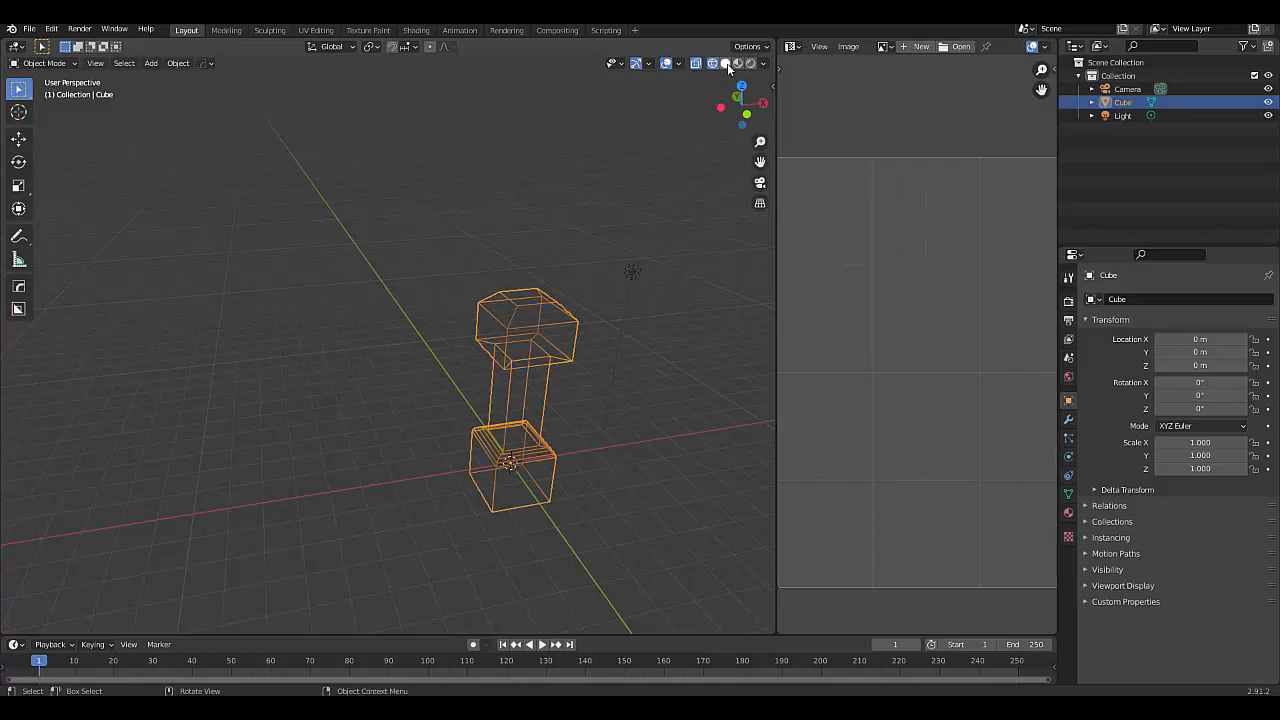 File Edit Render Window Help Layout Modeling Sculpting UV Editing Texture Paint Shading Animation Rendering Compositing Scripting + Scene View Layer
Global Options View Image New Open
Object Mode View Select Add Object
User Perspective
(1) Collection | Cube
Z
Y X
Scene Collection
Collection
Camera
Cube
Light
Cube
Cube
Transform
Location X 0 m
Y 0 m
Z 0 m
Rotation X 0°
Y 0°
Z 0°
Mode XYZ Euler
Scale X 1.000
Y 1.000
Z 1.000
Delta Transform
Relations
Collections
Instancing
Motion Paths
Visibility
Viewport Display
Custom Properties
Playback Keying View Marker 1 Start 1 End 250
1 10 20 30 40 50 60 70 80 90 100 110 120 130 140 150 160 170 180 190 200 210 220 230 240 250
Select Box Select Rotate View Object Context Menu 2.91.2